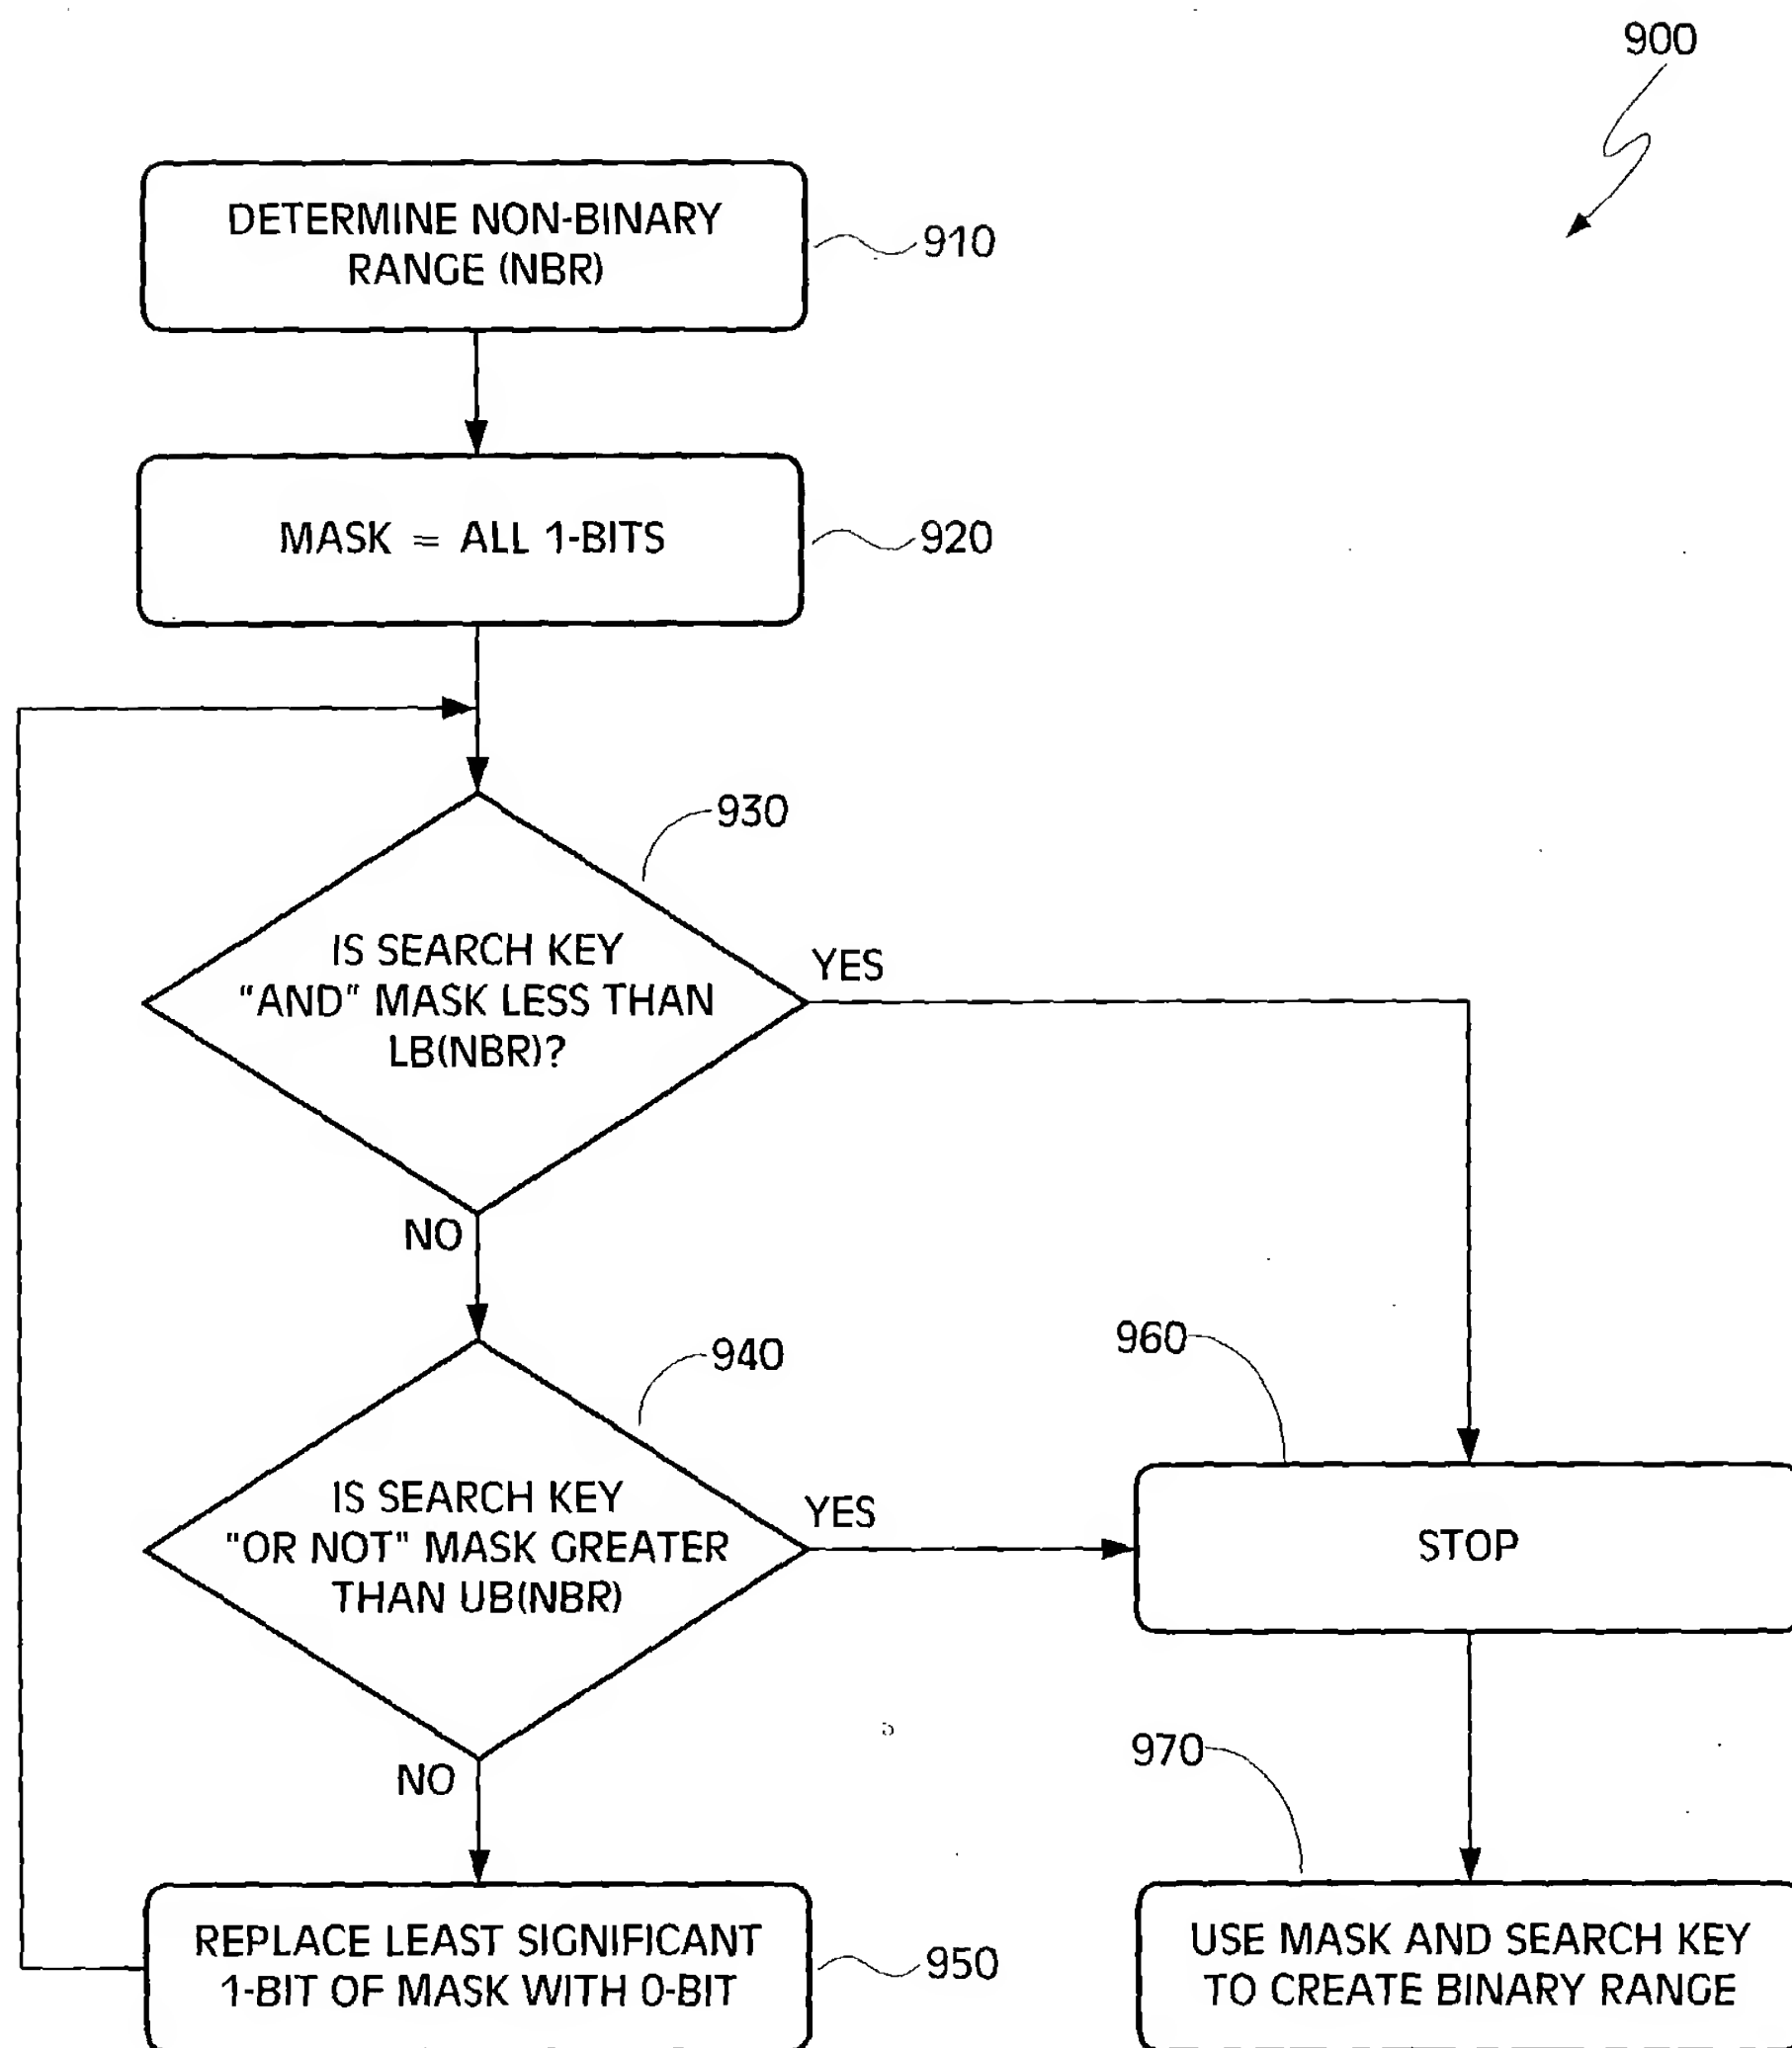 900
DETERMINE NON-BINARY
RANGE (NBR)
910
MASK = ALL 1-BITS
920
930
IS SEARCH KEY
"AND" MASK LESS THAN
LB(NBR)?
YES
NO
940
960
IS SEARCH KEY
"OR NOT" MASK GREATER
THAN UB(NBR)
YES
STOP
NO
970
REPLACE LEAST SIGNIFICANT
1-BIT OF MASK WITH 0-BIT
950
USE MASK AND SEARCH KEY
TO CREATE BINARY RANGE